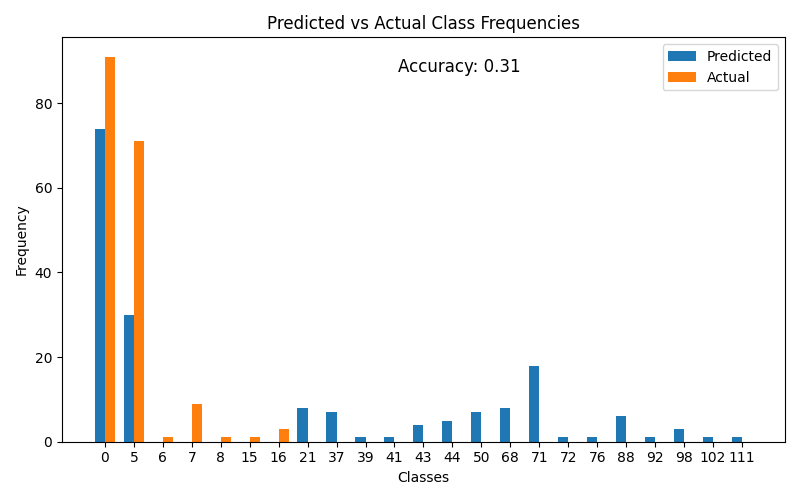 Predicted vs Actual Class Frequencies
Accuracy: 0.31
Predicted
Actual
Frequency
80
60
40
20
0
0 5 6 7 8 15 16 21 37 39 41 43 44 50 68 71 72 76 88 92 98 102 111
Classes